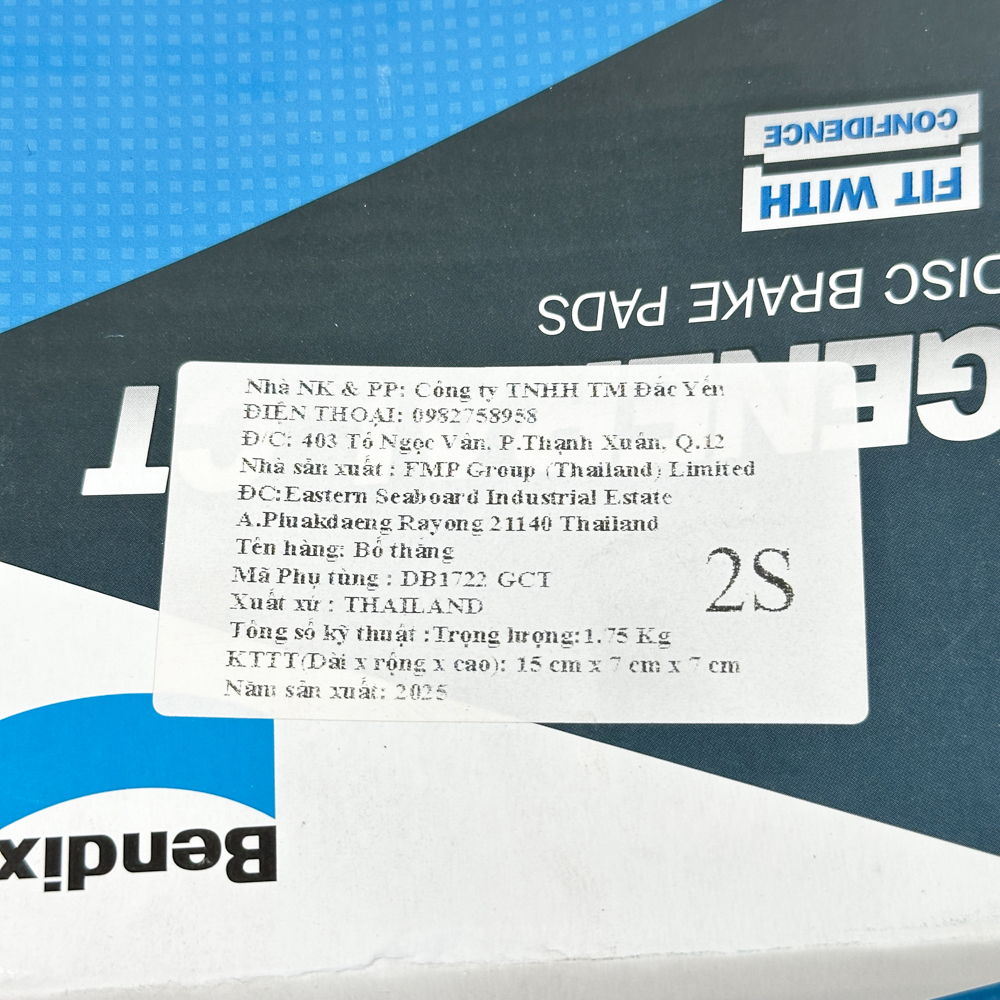 CONFIDENCE
FIT WITH
DISC BRAKE PADS
CT
Nhà NK & PP: Công ty TNHH TM Đắc Yến
ĐIỆN THOẠI: 0982758958
Đ/C: 403 Tô Ngọc Vân, P.Thạnh Xuân, Q.12
Nhà sản xuất : FMP Group (Thailand) Limited
ĐC:Eastern Seaboard Industrial Estate
A.Pluakdaeng Rayong 21140 Thailand
Tên hàng: Bố thắng
Mã Phụ tùng : DB1722 GCT
Xuất xứ : THAILAND
Tông số kỹ thuật :Trọng lượng:1.75 Kg
KTTT(Dài x rộng x cao): 15 cm x 7 cm x 7 cm
Năm sản xuất: 2025
2S
Bendix